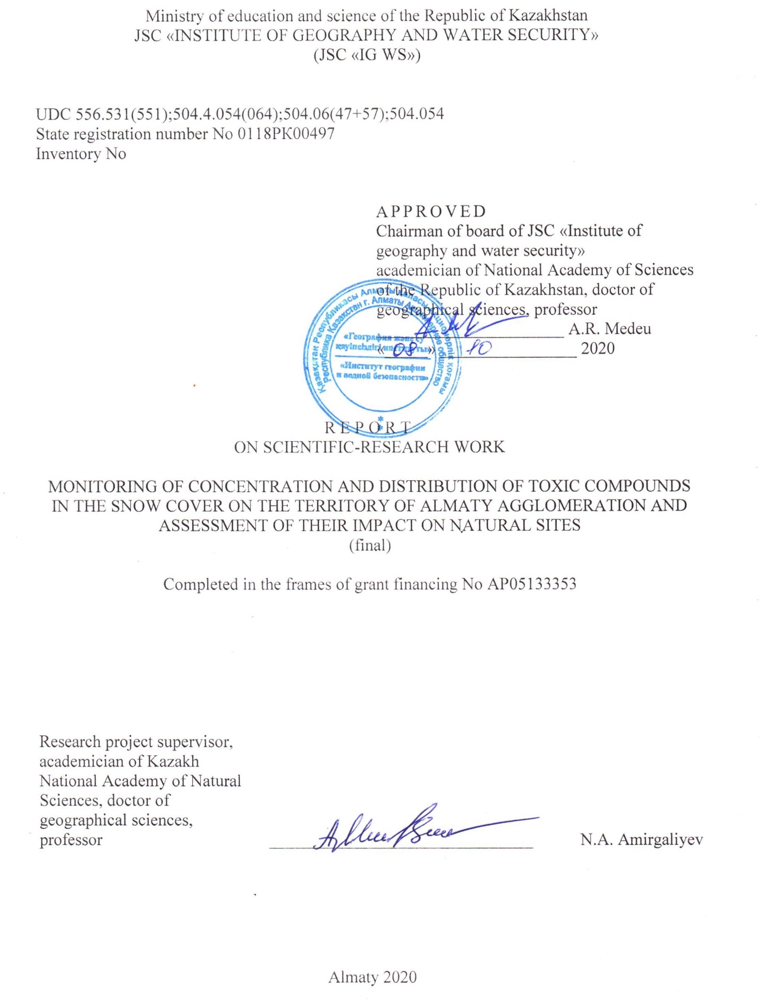 Ministry of education and science of the Republic of Kazakhstan
JSC «INSTITUTE OF GEOGRAPHY AND WATER SECURITY»
(JSC «IG WS»)
UDC 556.531(551);504.4.054(064);504.06(47+57);504.054
State registration number No 0118РК00497
Inventory No
APPROVED
Chairman of board of JSC «Institute of
geography and water security»
academician of National Academy of Sciences
of the Republic of Kazakhstan, doctor of
geographical sciences, professor
A.R. Medeu
«08» 10 2020
Қазақстан Республикасы Алматы қаласы Акционерлік қоғамы
Республика Казахстан г. Алматы Акционерное общество
«География және су
қауіпсіздігі институты»
«Институт географии
и водной безопасности»
REPORT
ON SCIENTIFIC-RESEARCH WORK
MONITORING OF CONCENTRATION AND DISTRIBUTION OF TOXIC COMPOUNDS
IN THE SNOW COVER ON THE TERRITORY OF ALMATY AGGLOMERATION AND
ASSESSMENT OF THEIR IMPACT ON NATURAL SITES
(final)
Completed in the frames of grant financing No AP05133353
Research project supervisor,
academician of Kazakh
National Academy of Natural
Sciences, doctor of
geographical sciences,
professor
N.A. Amirgaliyev
Almaty 2020